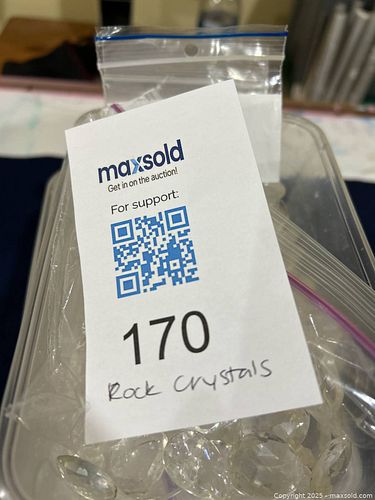 maxsold
Get in on the auction!
For support:
170
Rock Crystals
Copyright 2025 - maxsold.com